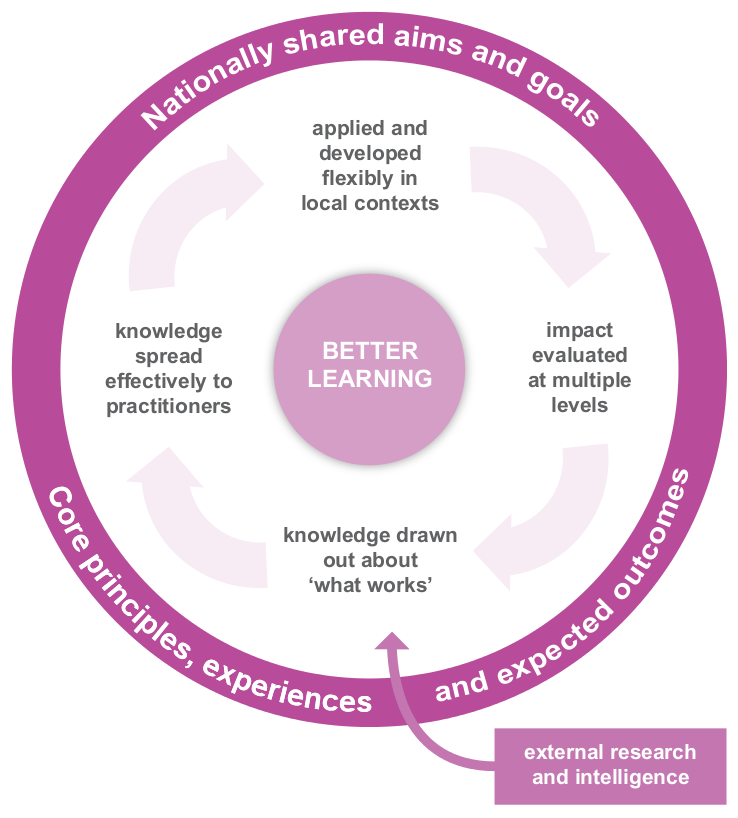 Nationally shared aims and goals
applied and
developed
flexibly in
local contexts
knowledge
spread
effectively to
practitioners
BETTER
LEARNING
impact
evaluated
at multiple
levels
knowledge drawn
out about
‘what works’
Core principles, experiences and expected outcomes
external research
and intelligence